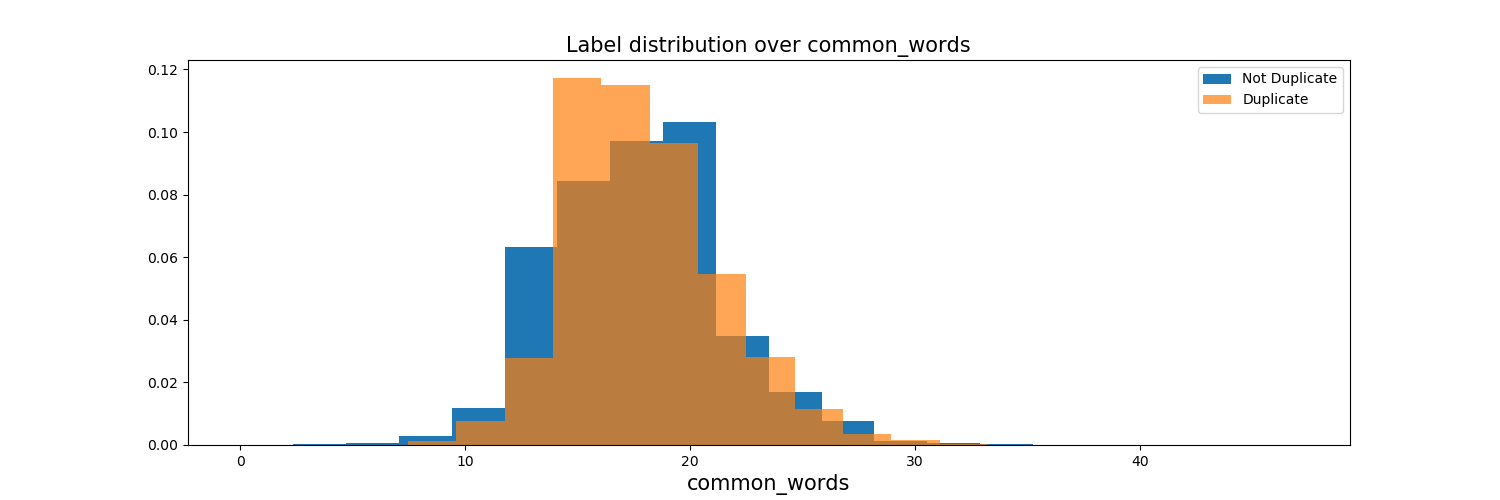 Label distribution over common_words
Not Duplicate
Duplicate
0.12
0.10
0.08
0.06
0.04
0.02
0.00
0 10 20 30 40
common_words